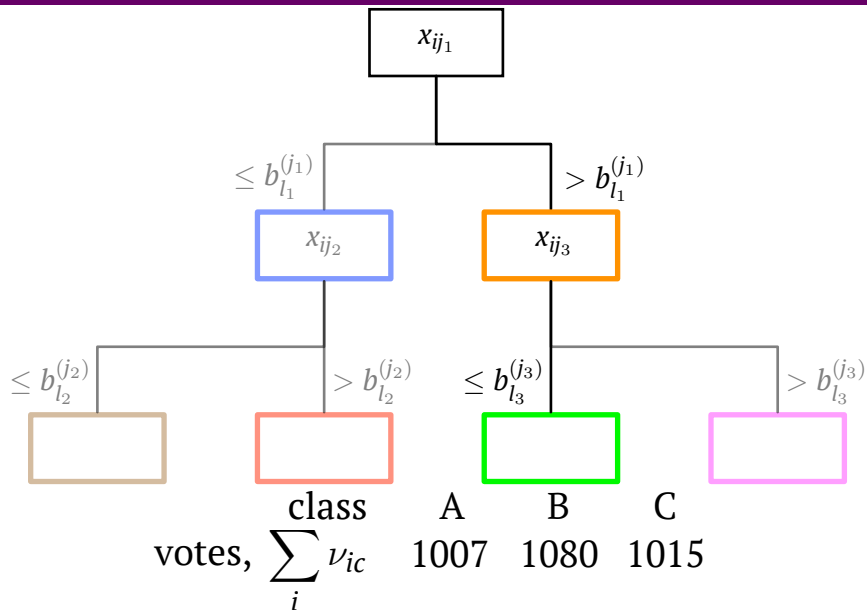 x_{ij_1}
≤ b_{l_1}^{(j_1)} > b_{l_1}^{(j_1)}
x_{ij_2} x_{ij_3}
≤ b_{l_2}^{(j_2)} > b_{l_2}^{(j_2)} ≤ b_{l_3}^{(j_3)} > b_{l_3}^{(j_3)}
class A B C
votes, ∑_i ν_{ic} 1007 1080 1015